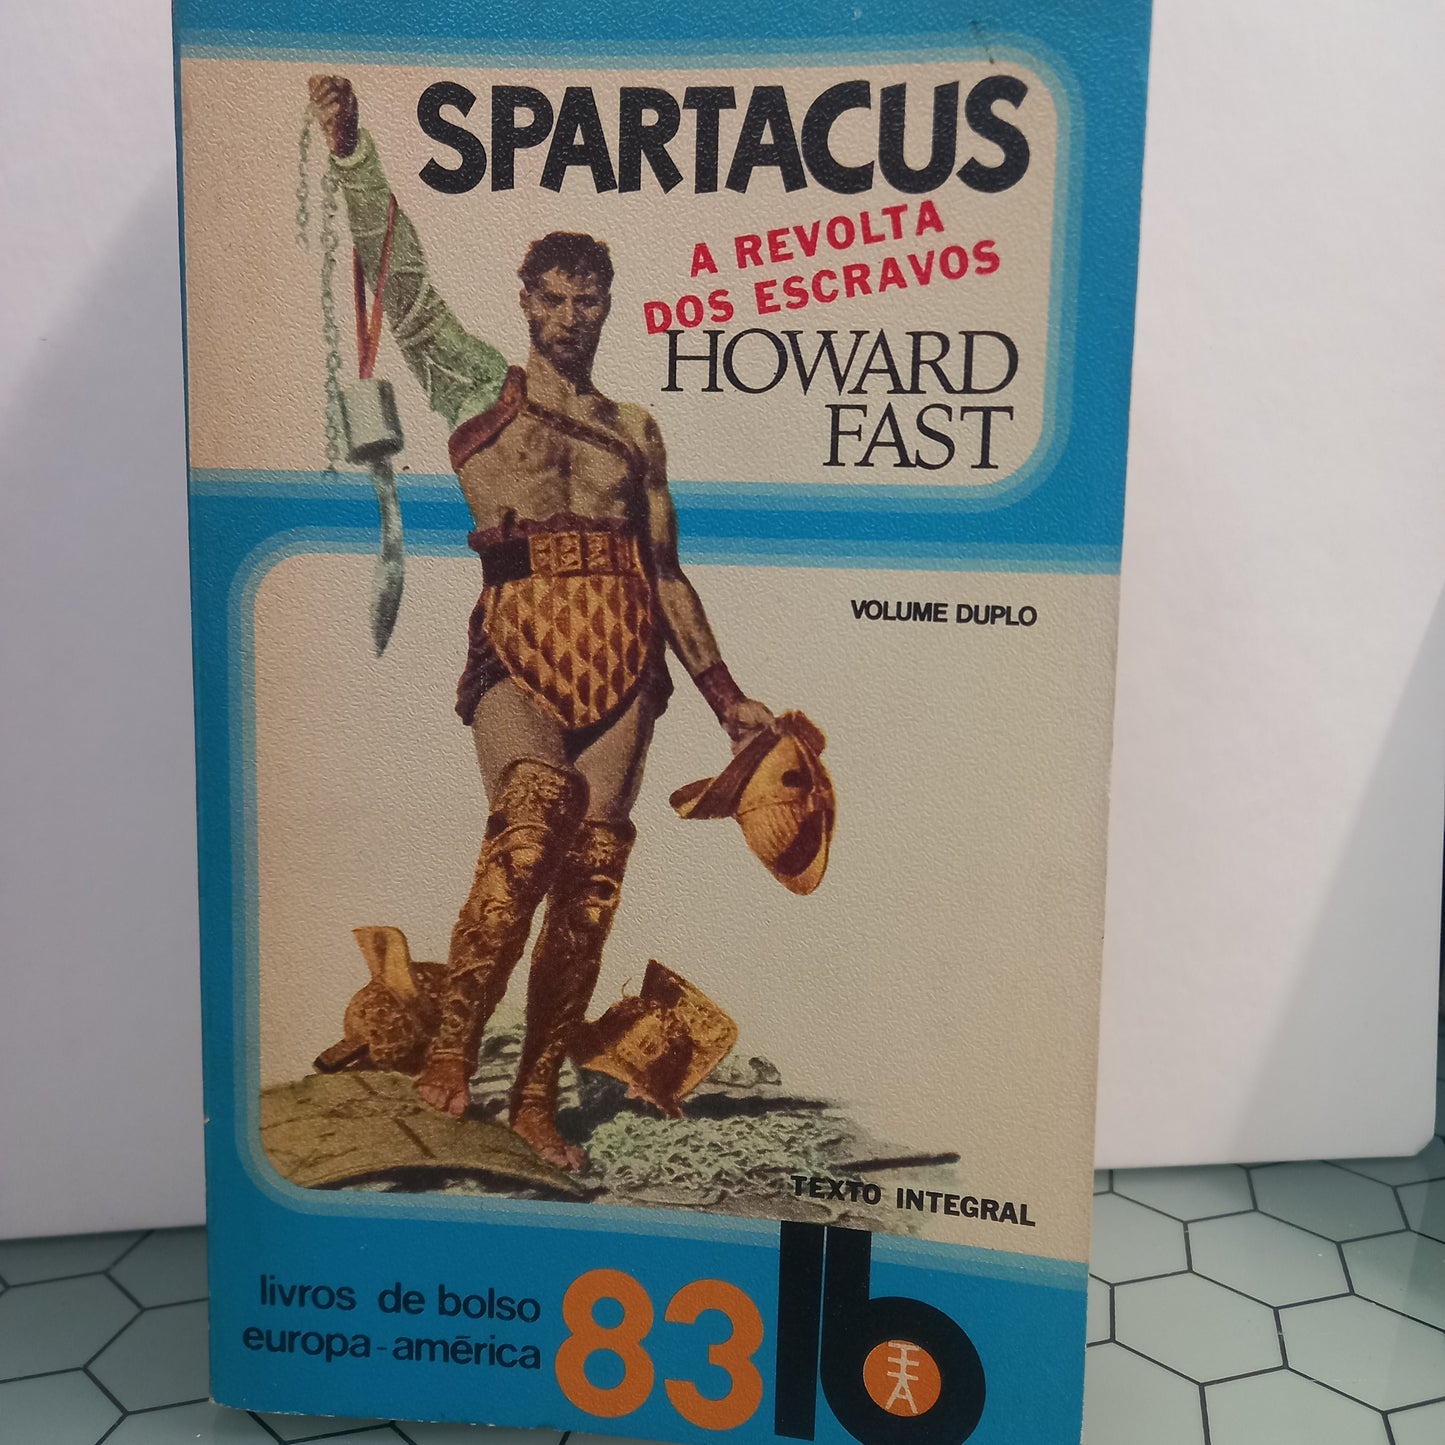 SPARTACUS
A REVOLTA
DOS ESCRAVOS
HOWARD
FAST
VOLUME DUPLO
TEXTO INTEGRAL
livros de bolso
europa-américa
83
lb